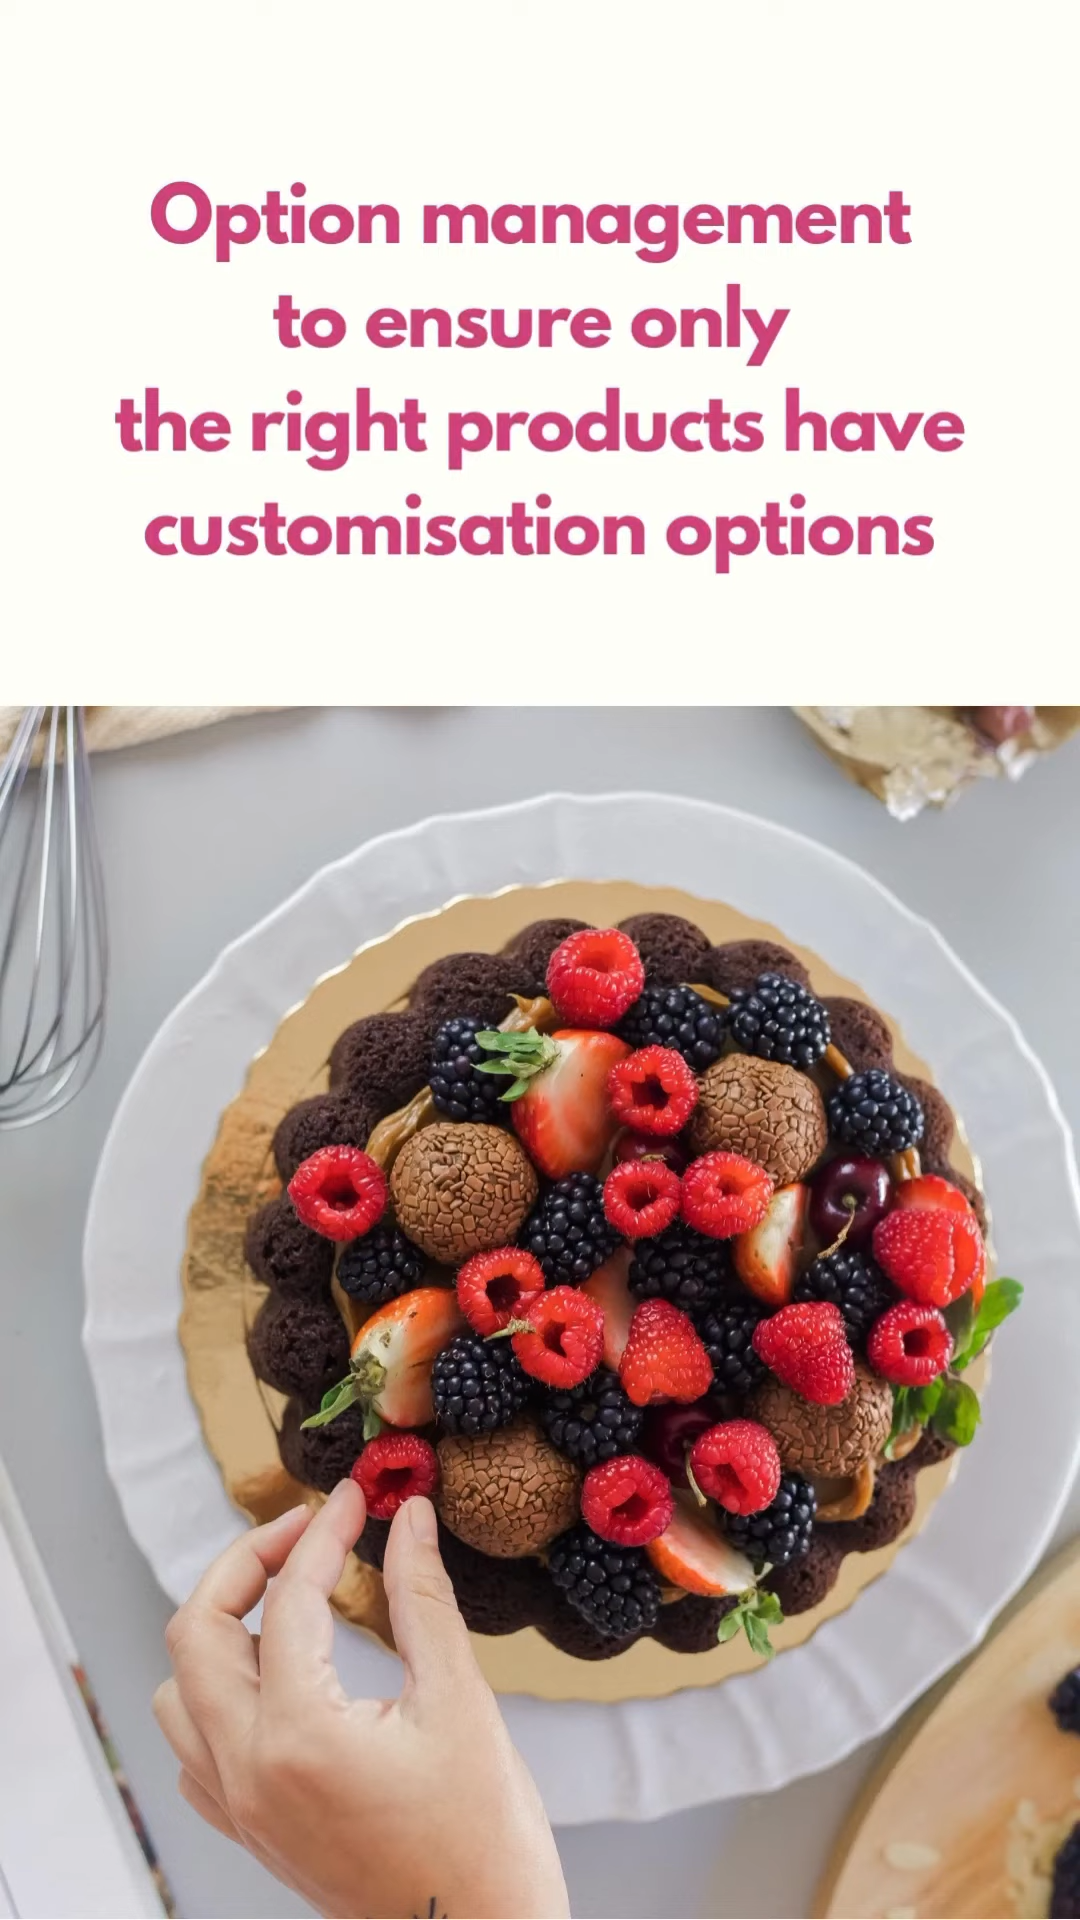 Option management
to ensure only
the right products have
customisation options